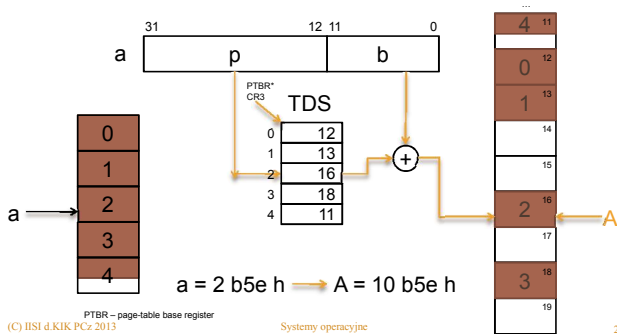 31 12 11 0
a p b
PTBR*
CR3
TDS
0 12
1 13
2 16
3 18
4 11
+
a
0
1
2
3
4
...
4 11
0 12
1 13
14
15
2 16
A
17
3 18
19
a = 2 b5e h A = 10 b5e h
PTBR – page-table base register
(C) IISI d.KIK PCz 2013 Systemy operacyjne 2